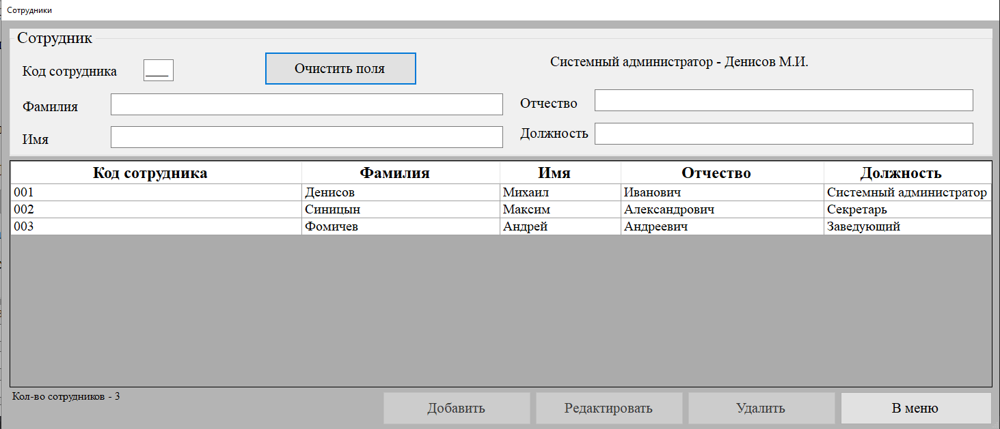 Сотрудники
Сотрудник
Код сотрудника ___ Очистить поля Системный администратор - Денисов М.И.
Фамилия Отчество
Имя Должность
Код сотрудника Фамилия Имя Отчество Должность
001 Денисов Михаил Иванович Системный администратор
002 Синицын Максим Александрович Секретарь
003 Фомичев Андрей Андреевич Заведующий
Кол-во сотрудников - 3
Добавить Редактировать Удалить В меню